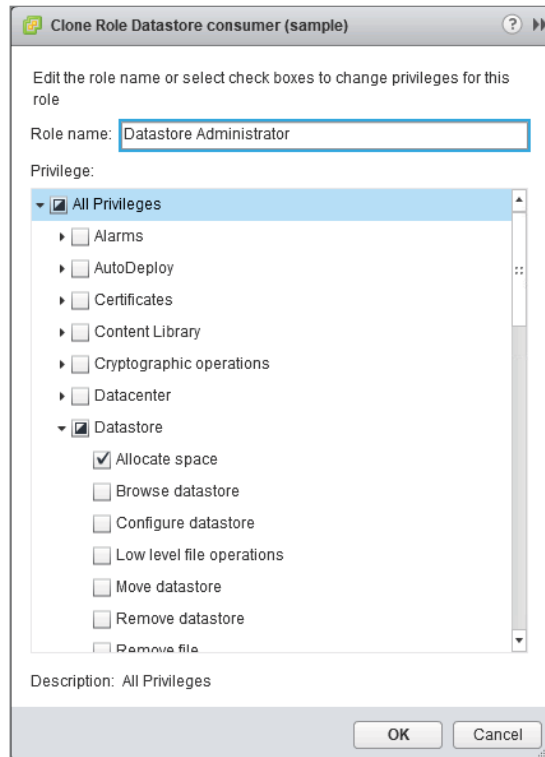 Clone Role Datastore consumer (sample)
Edit the role name or select check boxes to change privileges for this
role
Role name: Datastore Administrator
Privilege:
All Privileges
Alarms
AutoDeploy
Certificates
Content Library
Cryptographic operations
Datacenter
Datastore
Allocate space
Browse datastore
Configure datastore
Low level file operations
Move datastore
Remove datastore
Remove file
Description: All Privileges
OK Cancel